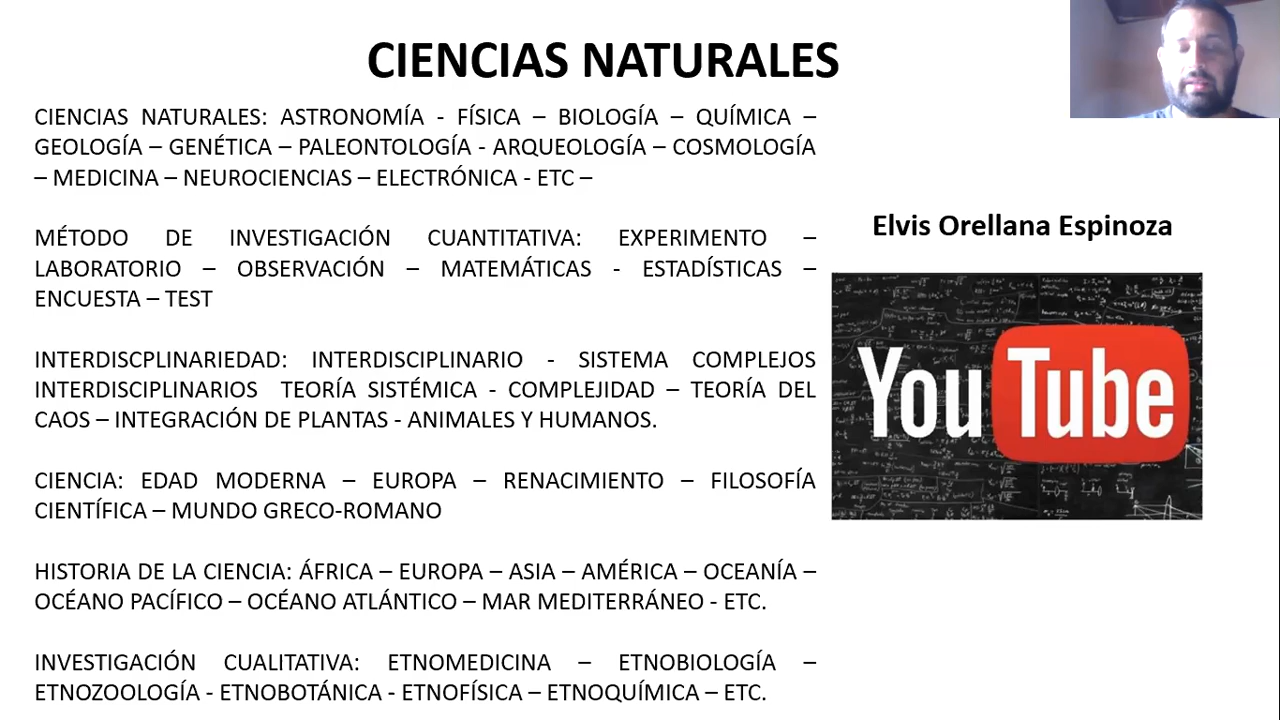 CIENCIAS NATURALES
CIENCIAS NATURALES: ASTRONOMÍA - FÍSICA – BIOLOGÍA – QUÍMICA –
GEOLOGÍA – GENÉTICA – PALEONTOLOGÍA - ARQUEOLOGÍA – COSMOLOGÍA
– MEDICINA – NEUROCIENCIAS – ELECTRÓNICA - ETC –
MÉTODO DE INVESTIGACIÓN CUANTITATIVA: EXPERIMENTO –
LABORATORIO – OBSERVACIÓN – MATEMÁTICAS - ESTADÍSTICAS –
ENCUESTA – TEST
INTERDISCPLINARIEDAD: INTERDISCIPLINARIO - SISTEMA COMPLEJOS
INTERDISCIPLINARIOS TEORÍA SISTÉMICA - COMPLEJIDAD – TEORÍA DEL
CAOS – INTEGRACIÓN DE PLANTAS - ANIMALES Y HUMANOS.
CIENCIA: EDAD MODERNA – EUROPA – RENACIMIENTO – FILOSOFÍA
CIENTÍFICA – MUNDO GRECO-ROMANO
HISTORIA DE LA CIENCIA: ÁFRICA – EUROPA – ASIA – AMÉRICA – OCEANÍA –
OCÉANO PACÍFICO – OCÉANO ATLÁNTICO – MAR MEDITERRÁNEO - ETC.
INVESTIGACIÓN CUALITATIVA: ETNOMEDICINA – ETNOBIOLOGÍA –
ETNOZOOLOGÍA - ETNOBOTÁNICA - ETNOFÍSICA – ETNOQUÍMICA – ETC.
Elvis Orellana Espinoza
YouTube